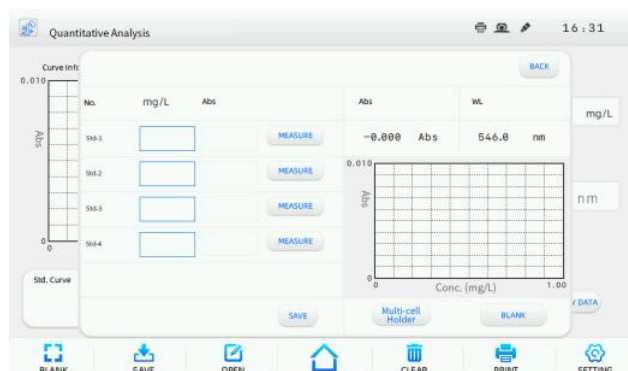 Quantitative Analysis
16:31
Curve Info
BACK
0.010
No. mg/L Abs
Abs WL
mg/L
Abs
Std-1 MEASURE
-0.000 Abs 546.0 nm
Std-2 MEASURE
0.010
Abs
nm
Std-3 MEASURE
Std-4 MEASURE
0
0
0
0 Conc. (mg/L) 1.00
Std. Curve
DATA
SAVE
Multi-cell
Holder
BLANK
BLANK SAVE OPEN CLEAR PRINT SETTING